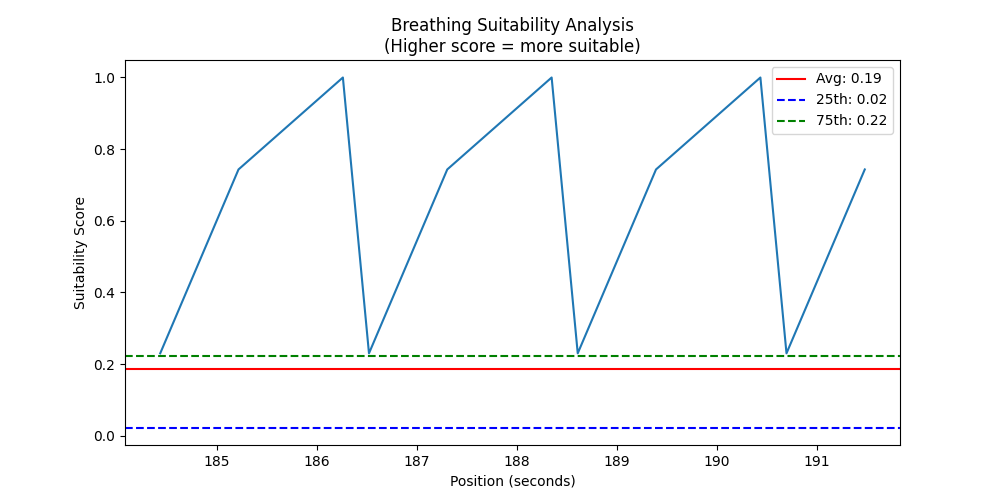 Breathing Suitability Analysis
(Higher score = more suitable)
Suitability Score
1.0
0.8
0.6
0.4
0.2
0.0
Avg: 0.19
25th: 0.02
75th: 0.22
185 186 187 188 189 190 191
Position (seconds)